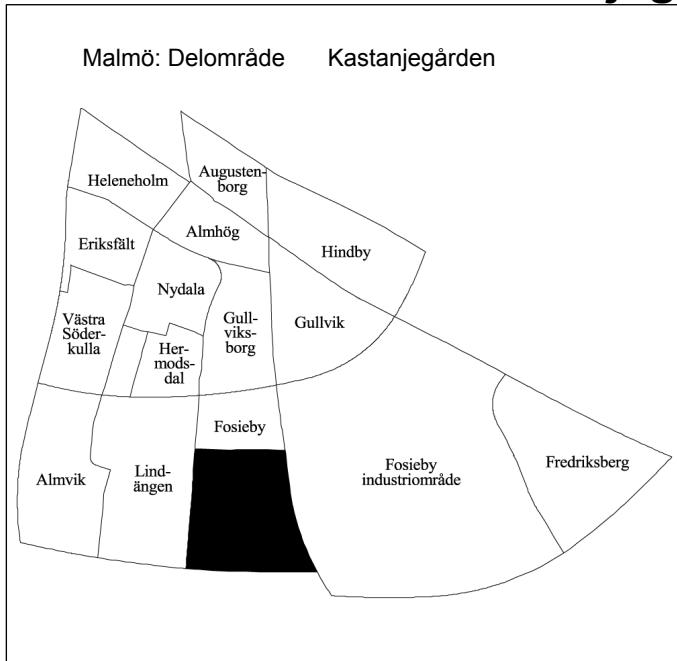 Malmö: Delområde Kastanjegården
Heleneholm
Augusten-
borg
Eriksfält
Almhög
Hindby
Nydala
Västra
Söder-
kulla
Gull-
viks-
borg
Gullvik
Her-
mods-
dal
Fosieby
Almvik
Lind-
ängen
Fosieby
industriområde
Fredriksberg